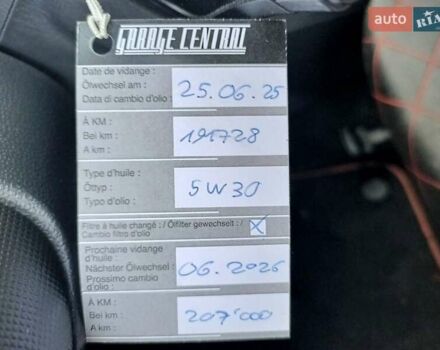 GARAGE CENTRAL
auto RIA
Date de vidange :
Ölwechsel am :
Data di cambio d'olio :
25.06.25
À KM :
Bei km :
A km :
191728
Type d'huile :
Öltyp :
Typo d'olio :
5W30
Filtre à huile changé : / Ölfilter gewechselt : /
Cambio filtro d'olio
Prochaine vidange
d'huile :
Nächster Ölwechsel :
Prossimo cambio
d'olio :
06.2026
À KM :
Bei km :
A km :
207'000